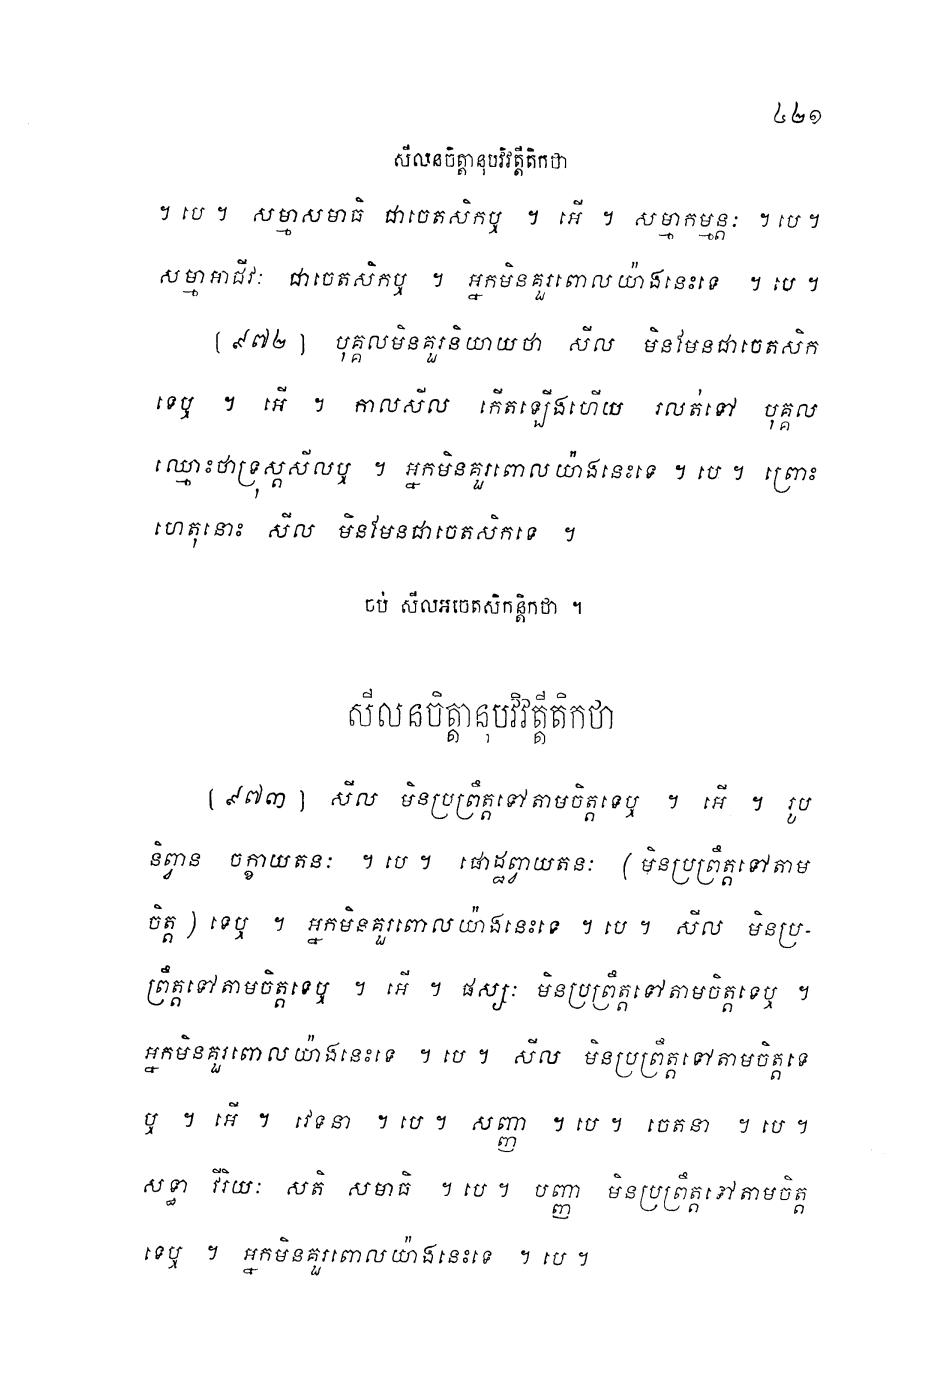 ៤២១
សីលនចិត្តានុបវិវត្តីតិកថា
។ បេ ។ សម្មាសមាធិ ជាចេតសិកឬ ។ អើ ។ សម្មាកម្មន្តៈ ។ បេ ។
សម្មាអាជីវៈ ជាចេតសិកឬ ។ អ្នកមិនគួរពោលយ៉ាងនេះទេ ។ បេ ។
(៩៧២) បុគ្គលមិនគួរនិយាយថា សីល មិនមែនជាចេតសិក
ទេឬ ។ អើ ។ កាលសីល កើតឡើងហើយ រលត់ទៅ បុគ្គល
ឈ្មោះថាទ្រុស្តសីលឬ ។ អ្នកមិនគួរពោលយ៉ាងនេះទេ ។ បេ ។ ព្រោះ
ហេតុនោះ សីល មិនមែនជាចេតសិកទេ ។
ចប់ សីលអចេតសិកន្តិកថា ។
សីលនចិត្តានុបវិវត្តីតិកថា
(៩៧៣) សីល មិនប្រព្រឹត្តទៅតាមចិត្តទេឬ ។ អើ ។ រូប
និព្វាន ចក្ខាយតនៈ ។ បេ ។ ផោដ្ឋព្វាយតនៈ (មិនប្រព្រឹត្តទៅតាម
ចិត្ត) ទេឬ ។ អ្នកមិនគួរពោលយ៉ាងនេះទេ ។ បេ ។ សីល មិនប្រ-
ព្រឹត្តទៅតាមចិត្តទេឬ ។ អើ ។ ផស្សៈ មិនប្រព្រឹត្តទៅតាមចិត្តទេឬ ។
អ្នកមិនគួរពោលយ៉ាងនេះទេ ។ បេ ។ សីល មិនប្រព្រឹត្តទៅតាមចិត្តទេ
ឬ ។ អើ ។ វេទនា ។ បេ ។ សញ្ញា ។ បេ ។ ចេតនា ។ បេ ។
សទ្ធា វីរិយៈ សតិ សមាធិ ។ បេ ។ បញ្ញា មិនប្រព្រឹត្តទៅតាមចិត្ត
ទេឬ ។ អ្នកមិនគួរពោលយ៉ាងនេះទេ ។ បេ ។